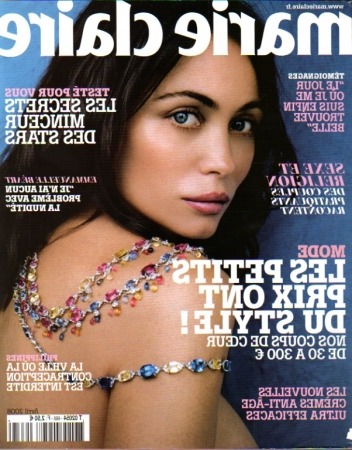 www.marieclaire.fr
marie claire
TÉMOIGNAGES
"LE JOUR
OÙ JE ME
SUIS ENFIN
TROUVÉE
BELLE"
TESTÉ POUR VOUS
LES SECRETS
MINCEUR
DES STARS
SEXE ET
RELIGION
DES COUPLES
PRATIQUANTS
RACONTENT
EMMANUELLE BÉART
"JE N'AI AUCUN
PROBLÈME AVEC
LA NUDITÉ"
MODE
LES PETITS
PRIX ONT
DU STYLE!
NOS COUPS DE CŒUR
DE 30 À 300 €
PHILIPPINES
LA VILLE OÙ LA
CONTRACEPTION
EST INTERDITE
LES NOUVELLES
CRÈMES ANTI-ÂGE
ULTRA EFFICACES
Avril 2008